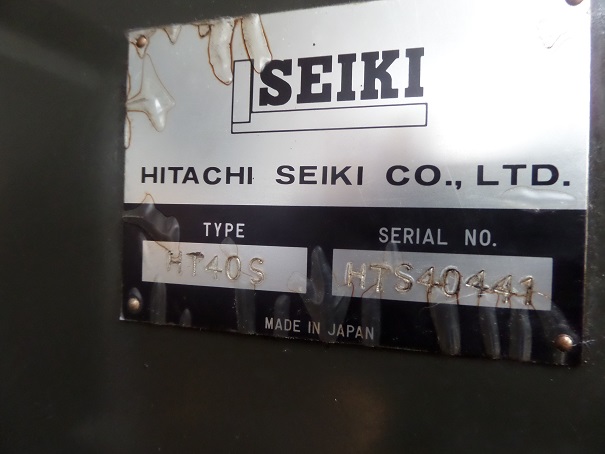 SEIKI
HITACHI SEIKI CO., LTD.
TYPE
SERIAL NO.
HT40S
HTS40441
MADE IN JAPAN